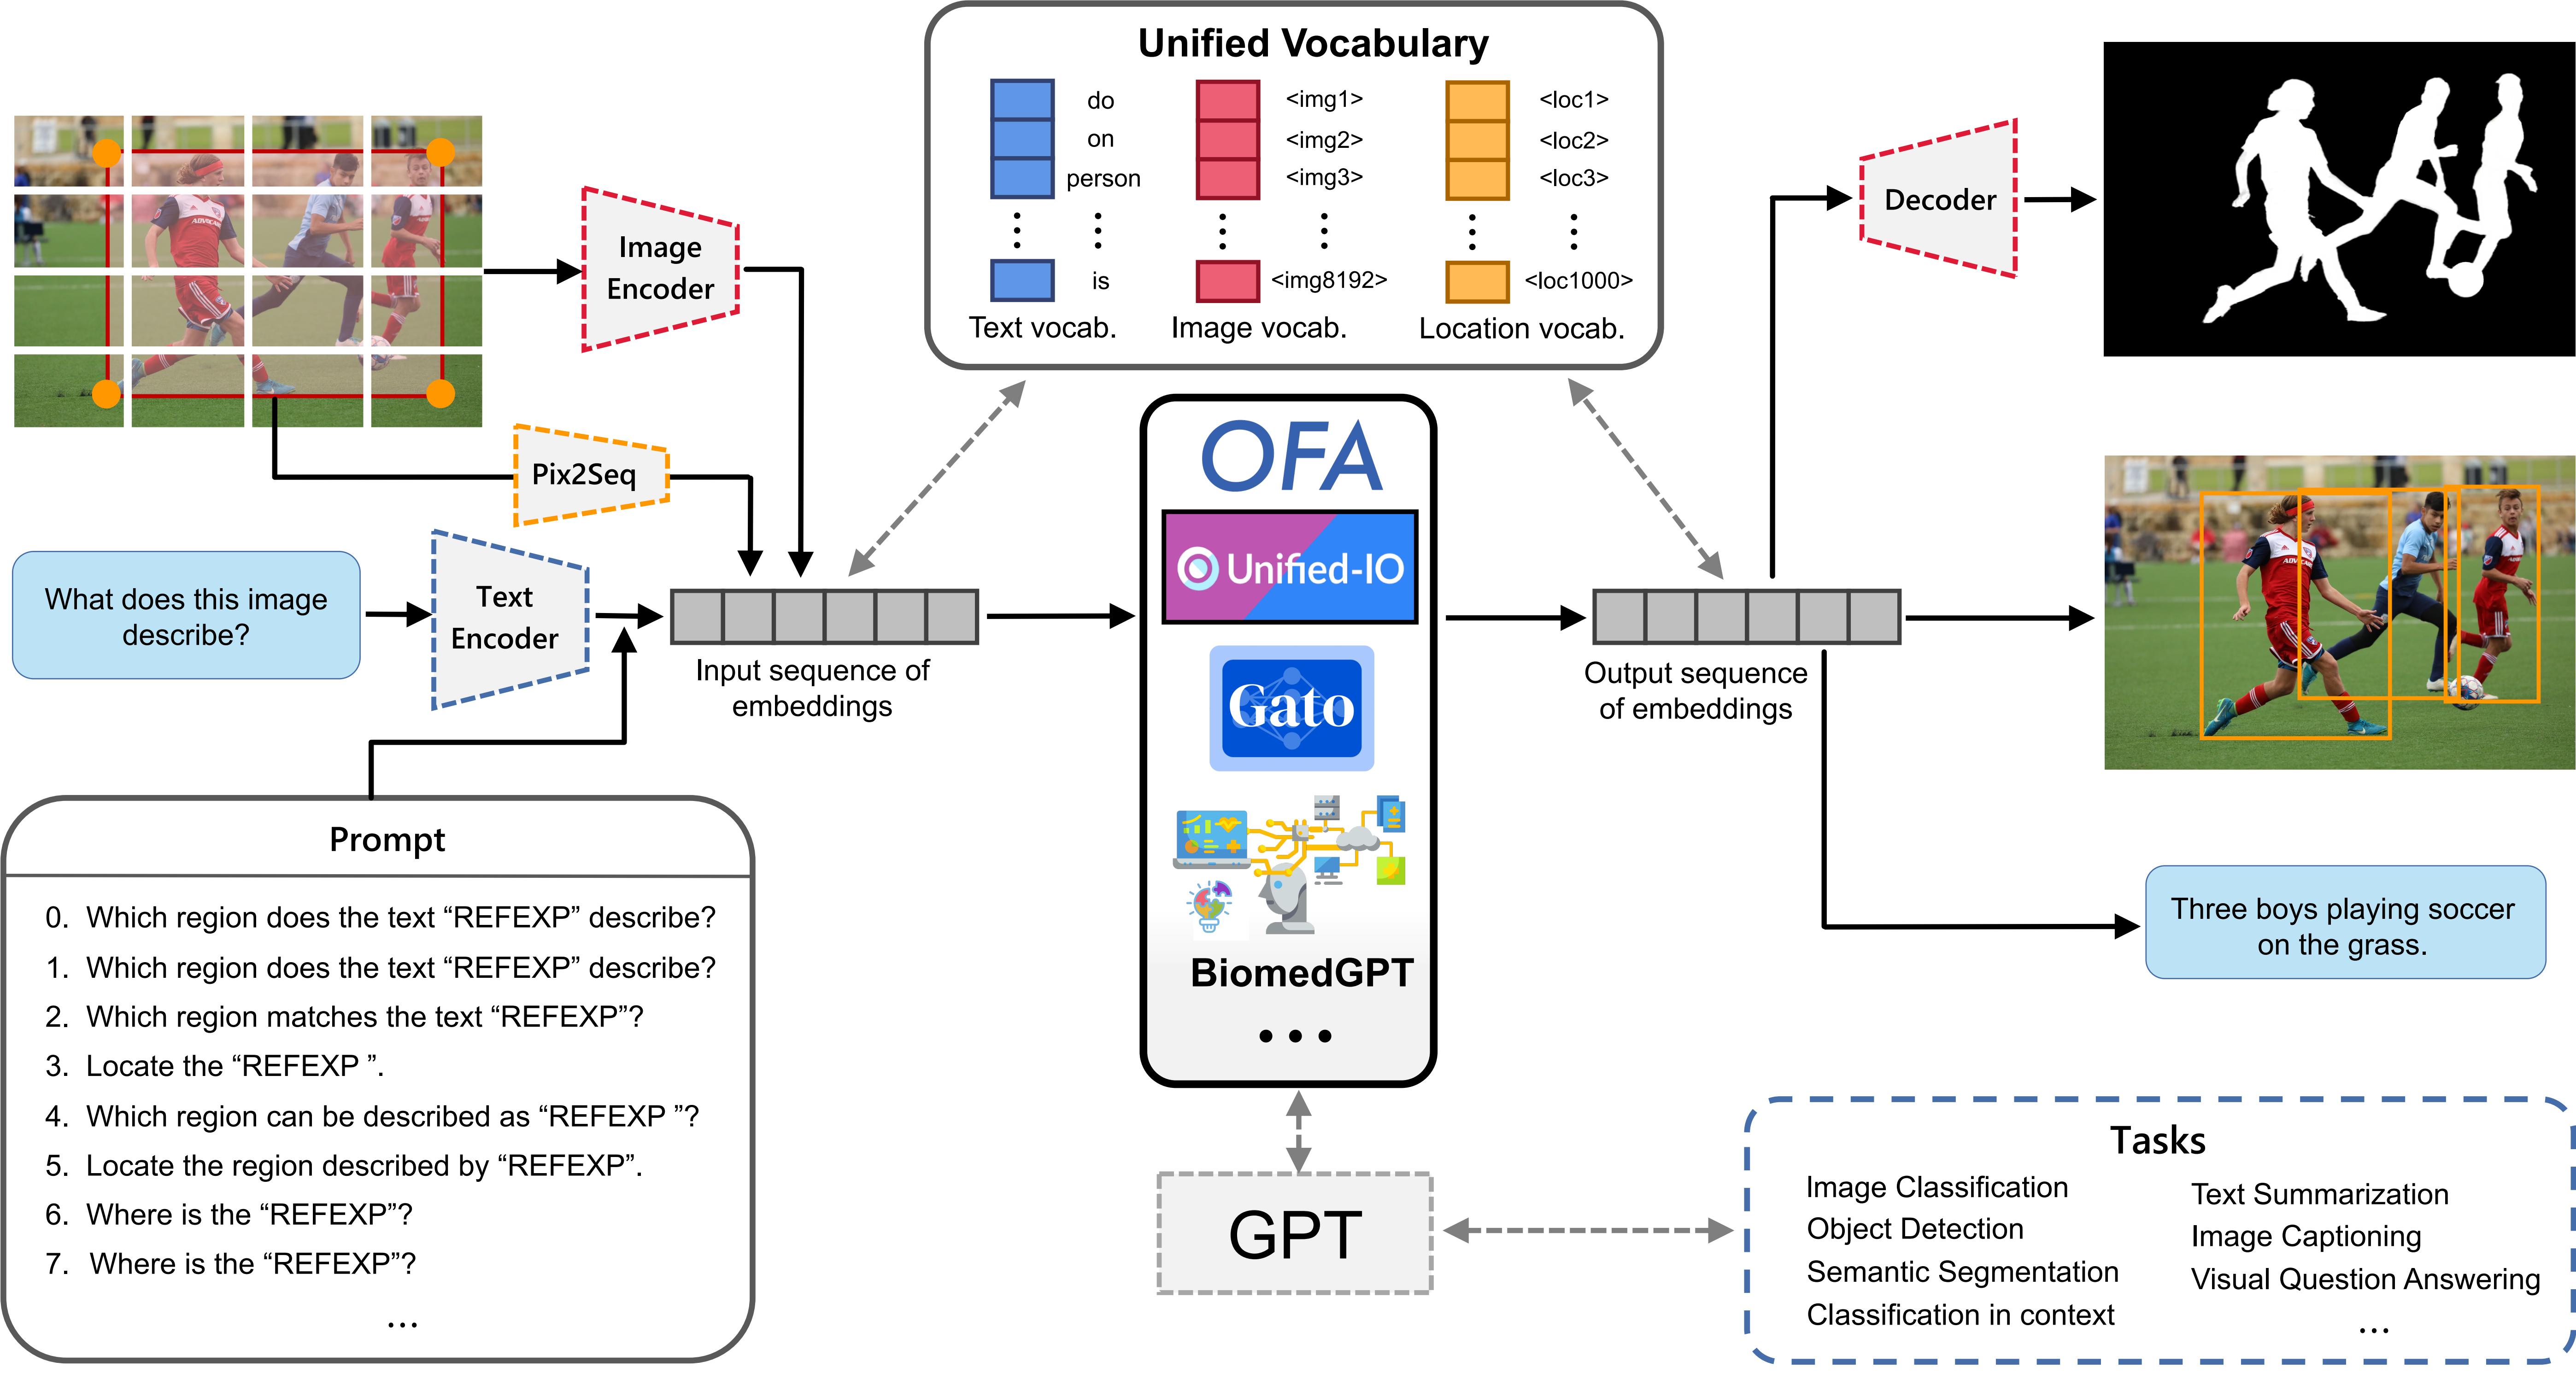 Unified Vocabulary
do
on
person
is
Text vocab.
<img1>
<img2>
<img3>
<img8192>
Image vocab.
<loc1>
<loc2>
<loc3>
<loc1000>
Location vocab.
Image
Encoder
Pix2Seq
What does this image
describe?
Text
Encoder
Input sequence of
embeddings
Prompt
0. Which region does the text “REFEXP” describe?
1. Which region does the text “REFEXP” describe?
2. Which region matches the text “REFEXP”?
3. Locate the “REFEXP ”.
4. Which region can be described as “REFEXP ”?
5. Locate the region described by “REFEXP”.
6. Where is the “REFEXP”?
7. Where is the “REFEXP”?
...
OFA
Unified-IO
Gato
BiomedGPT
GPT
Output sequence
of embeddings
Decoder
Three boys playing soccer
on the grass.
Tasks
Image Classification
Object Detection
Semantic Segmentation
Classification in context
Text Summarization
Image Captioning
Visual Question Answering
...